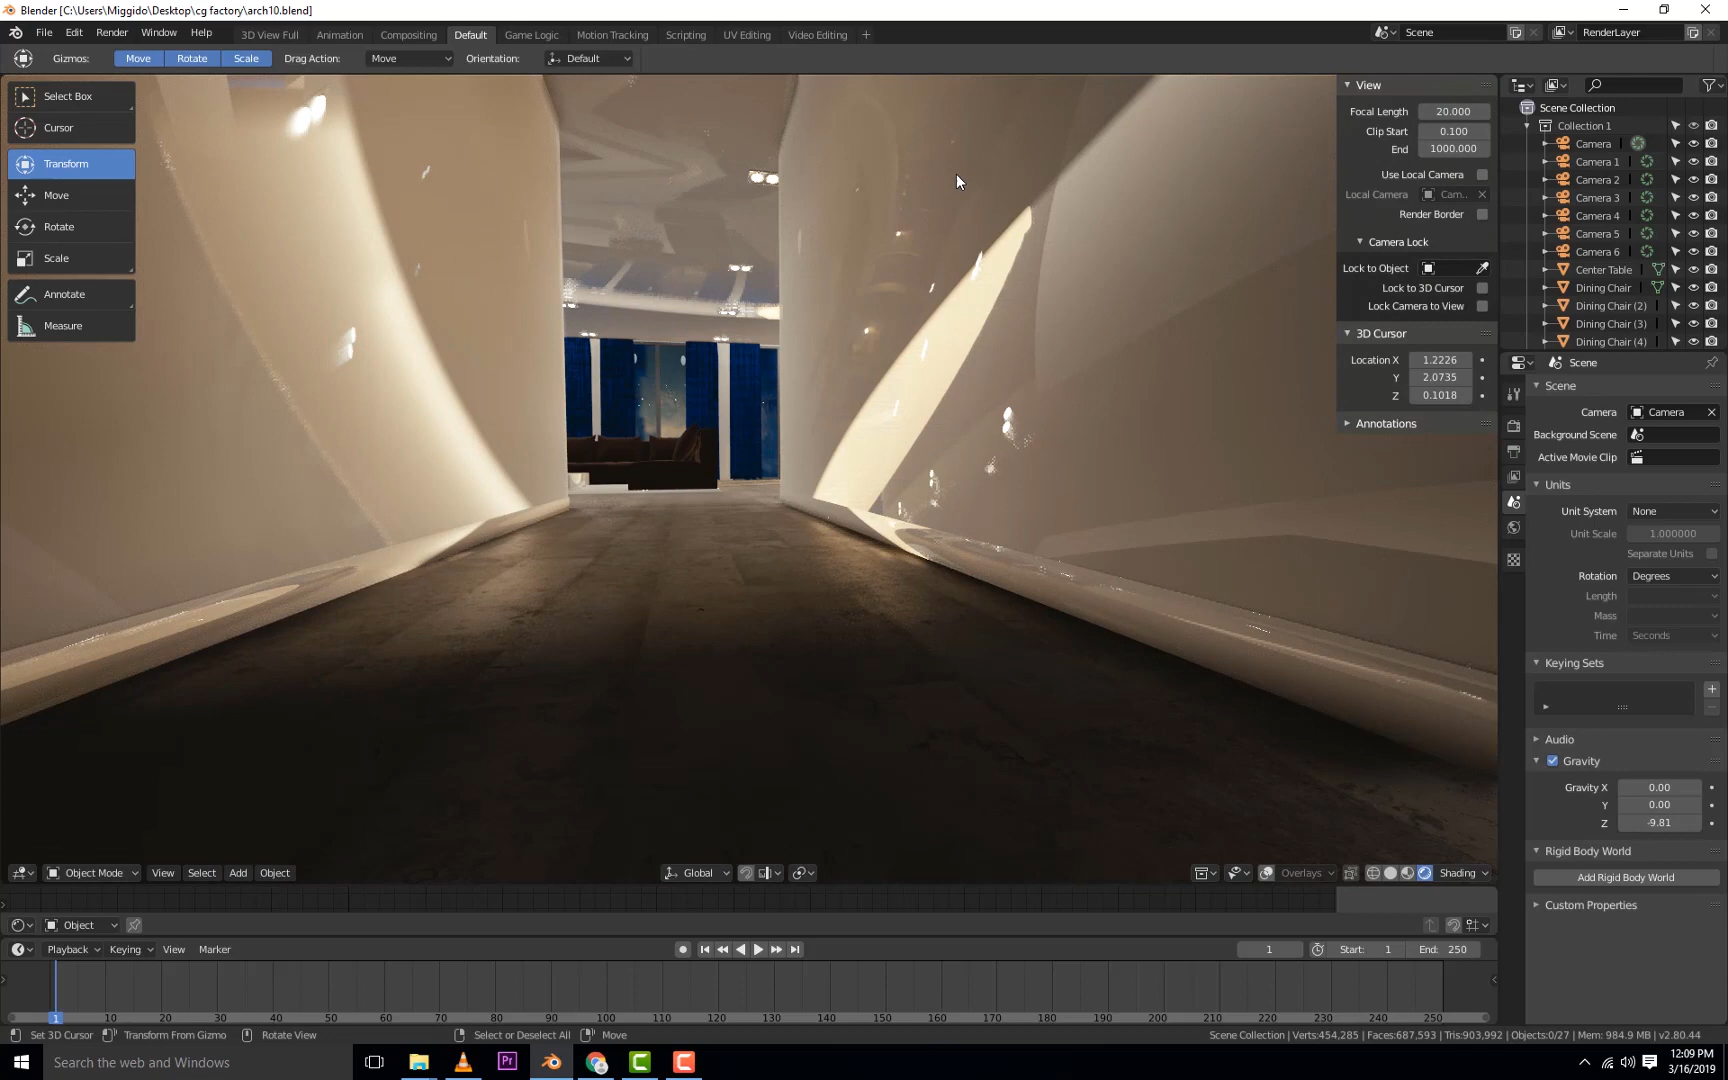 Blender [C:\Users\Miggido\Desktop\cg factory\arch10.blend]
File Edit Render Window Help 3D View Full Animation Compositing Default Game Logic Motion Tracking Scripting UV Editing Video Editing + Scene RenderLayer
Gizmos: Move Rotate Scale Drag Action: Move Orientation: Default
Select Box
Cursor
Transform
Move
Rotate
Scale
Annotate
Measure
View
Focal Length 20.000
Clip Start 0.100
End 1000.000
Use Local Camera
Local Camera Cam..
Render Border
Camera Lock
Lock to Object
Lock to 3D Cursor
Lock Camera to View
3D Cursor
Location X 1.2226
Y 2.0735
Z 0.1018
Annotations
Scene Collection
Collection 1
Camera
Camera 1
Camera 2
Camera 3
Camera 4
Camera 5
Camera 6
Center Table
Dining Chair
Dining Chair (2)
Dining Chair (3)
Dining Chair (4)
Scene
Scene
Camera Camera
Background Scene
Active Movie Clip
Units
Unit System None
Unit Scale 1.000000
Separate Units
Rotation Degrees
Length
Mass
Time Seconds
Keying Sets
Audio
Gravity
Gravity X 0.00
Y 0.00
Z -9.81
Rigid Body World
Add Rigid Body World
Custom Properties
Object Mode View Select Add Object Global Overlays Shading
Object
Playback Keying View Marker 1 Start: 1 End: 250
1 10 20 30 40 50 60 70 80 90 100 110 120 130 140 150 160 170 180 190 200 210 220 230 240 250
Set 3D Cursor Transform From Gizmo Rotate View Select or Deselect All Move Scene Collection | Verts:454,285 | Faces:687,593 | Tris:903,992 | Objects:0/27 | Mem: 984.9 MB | v2.80.44
Search the web and Windows
Pr
12:09 PM
3/16/2019